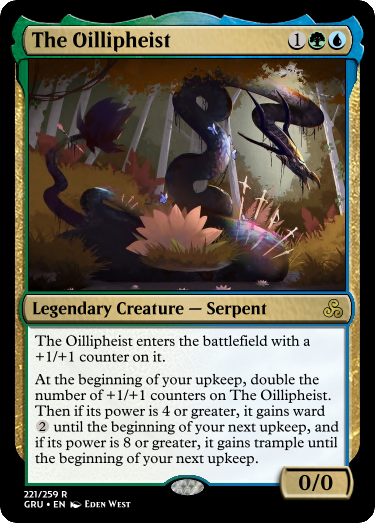 The Oillipheist 1
Legendary Creature — Serpent
The Oillipheist enters the battlefield with a
+1/+1 counter on it.
At the beginning of your upkeep, double the
number of +1/+1 counters on The Oillipheist.
Then if its power is 4 or greater, it gains ward
2 until the beginning of your next upkeep, and
if its power is 8 or greater, it gains trample until
the beginning of your next upkeep.
0/0
221/259 R
GRU • EN Eden West